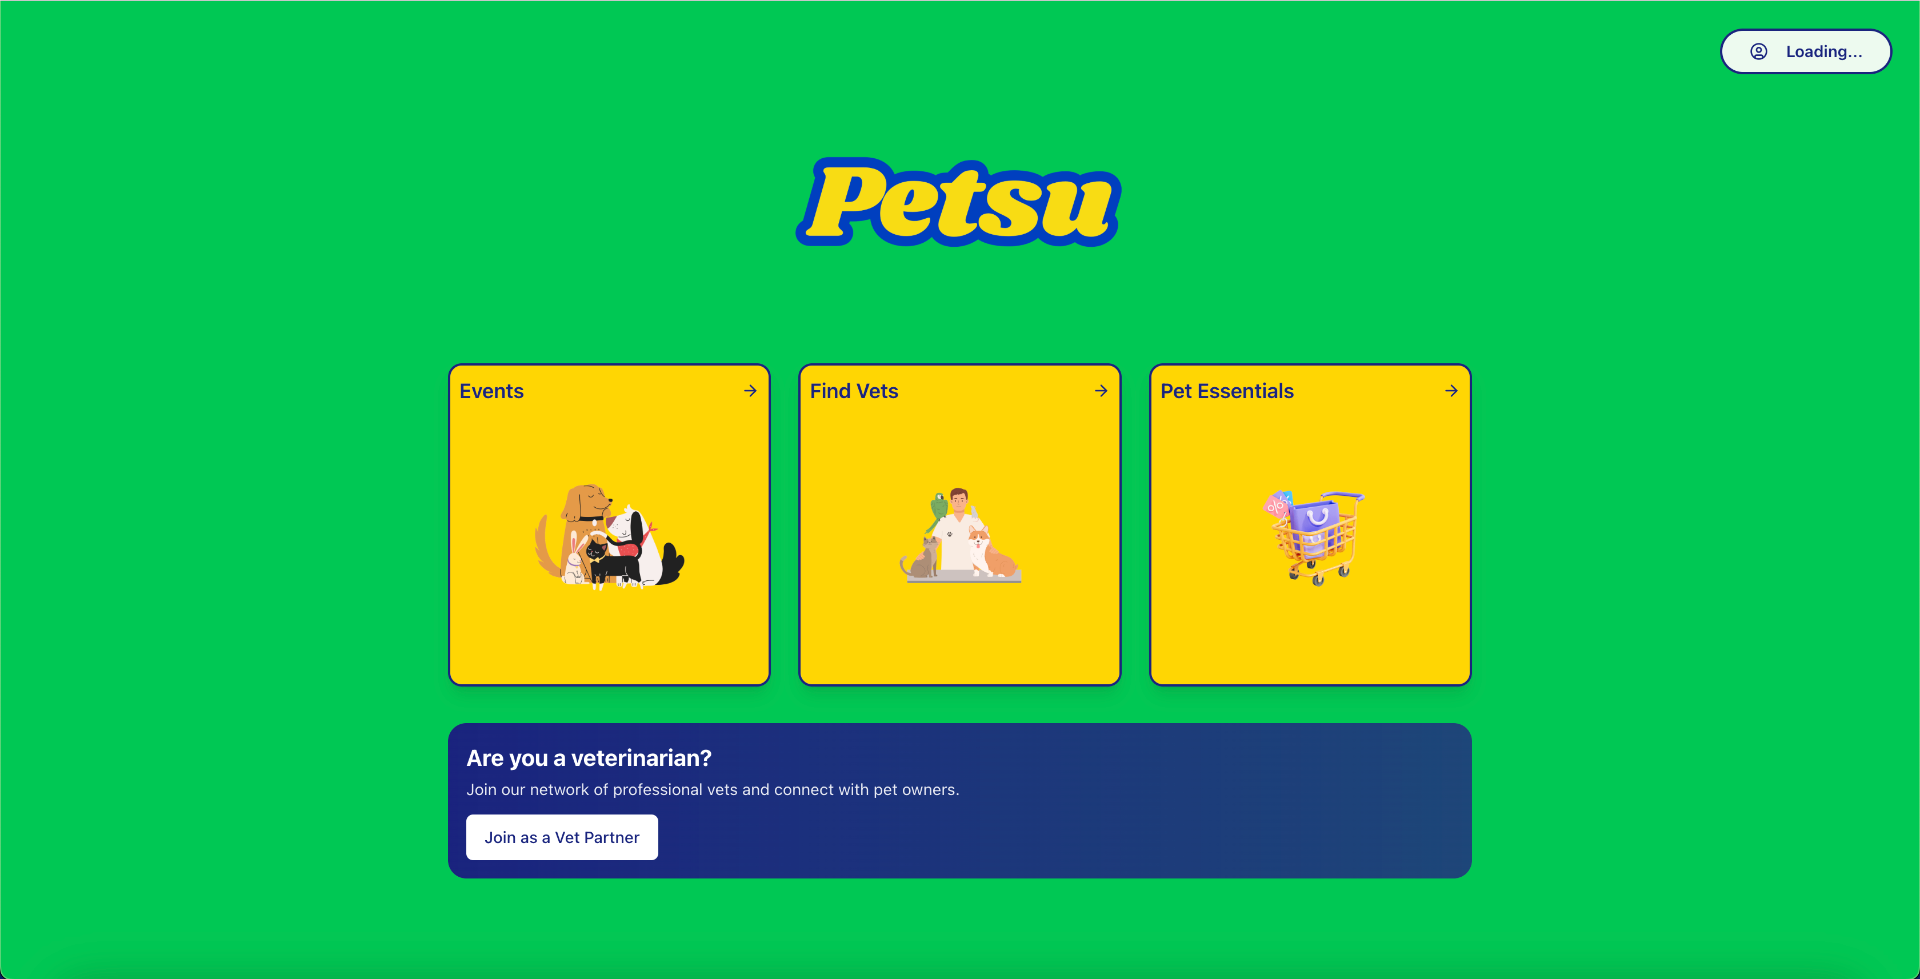 Loading...
Petsu
Events
Find Vets
Pet Essentials
Are you a veterinarian?
Join our network of professional vets and connect with pet owners.
Join as a Vet Partner